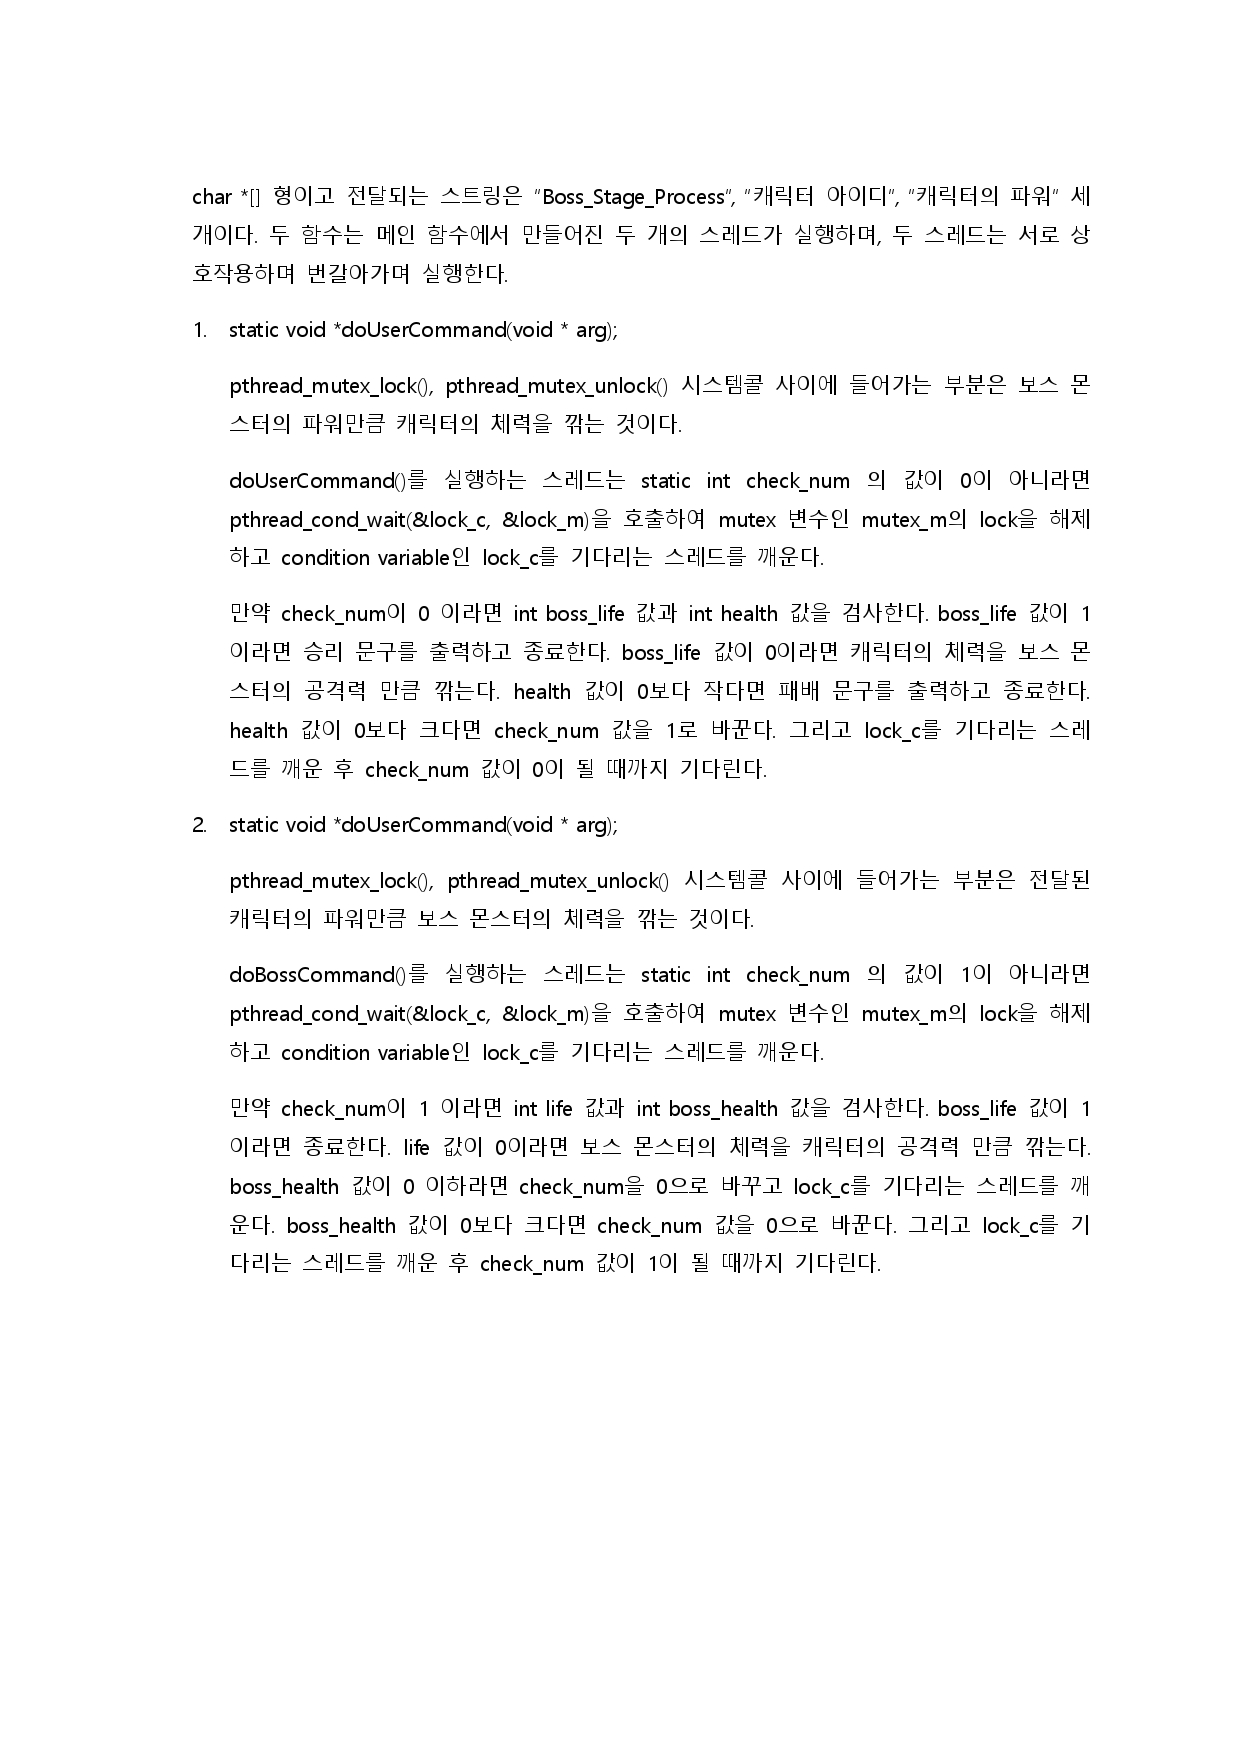 char *[] 형이고 전달되는 스트링은 "Boss_Stage_Process", "캐릭터 아이디", "캐릭터의 파워" 세
개이다. 두 함수는 메인 함수에서 만들어진 두 개의 스레드가 실행하며, 두 스레드는 서로 상
호작용하며 번갈아가며 실행한다.
1. static void *doUserCommand(void * arg);
pthread_mutex_lock(), pthread_mutex_unlock() 시스템콜 사이에 들어가는 부분은 보스 몬
스터의 파워만큼 캐릭터의 체력을 깎는 것이다.
doUserCommand()를 실행하는 스레드는 static int check_num 의 값이 0이 아니라면
pthread_cond_wait(&lock_c, &lock_m)을 호출하여 mutex 변수인 mutex_m의 lock을 해제
하고 condition variable인 lock_c를 기다리는 스레드를 깨운다.
만약 check_num이 0 이라면 int boss_life 값과 int health 값을 검사한다. boss_life 값이 1
이라면 승리 문구를 출력하고 종료한다. boss_life 값이 0이라면 캐릭터의 체력을 보스 몬
스터의 공격력 만큼 깎는다. health 값이 0보다 작다면 패배 문구를 출력하고 종료한다.
health 값이 0보다 크다면 check_num 값을 1로 바꾼다. 그리고 lock_c를 기다리는 스레
드를 깨운 후 check_num 값이 0이 될 때까지 기다린다.
2. static void *doUserCommand(void * arg);
pthread_mutex_lock(), pthread_mutex_unlock() 시스템콜 사이에 들어가는 부분은 전달된
캐릭터의 파워만큼 보스 몬스터의 체력을 깎는 것이다.
doBossCommand()를 실행하는 스레드는 static int check_num 의 값이 1이 아니라면
pthread_cond_wait(&lock_c, &lock_m)을 호출하여 mutex 변수인 mutex_m의 lock을 해제
하고 condition variable인 lock_c를 기다리는 스레드를 깨운다.
만약 check_num이 1 이라면 int life 값과 int boss_health 값을 검사한다. boss_life 값이 1
이라면 종료한다. life 값이 0이라면 보스 몬스터의 체력을 캐릭터의 공격력 만큼 깎는다.
boss_health 값이 0 이하라면 check_num을 0으로 바꾸고 lock_c를 기다리는 스레드를 깨
운다. boss_health 값이 0보다 크다면 check_num 값을 0으로 바꾼다. 그리고 lock_c를 기
다리는 스레드를 깨운 후 check_num 값이 1이 될 때까지 기다린다.